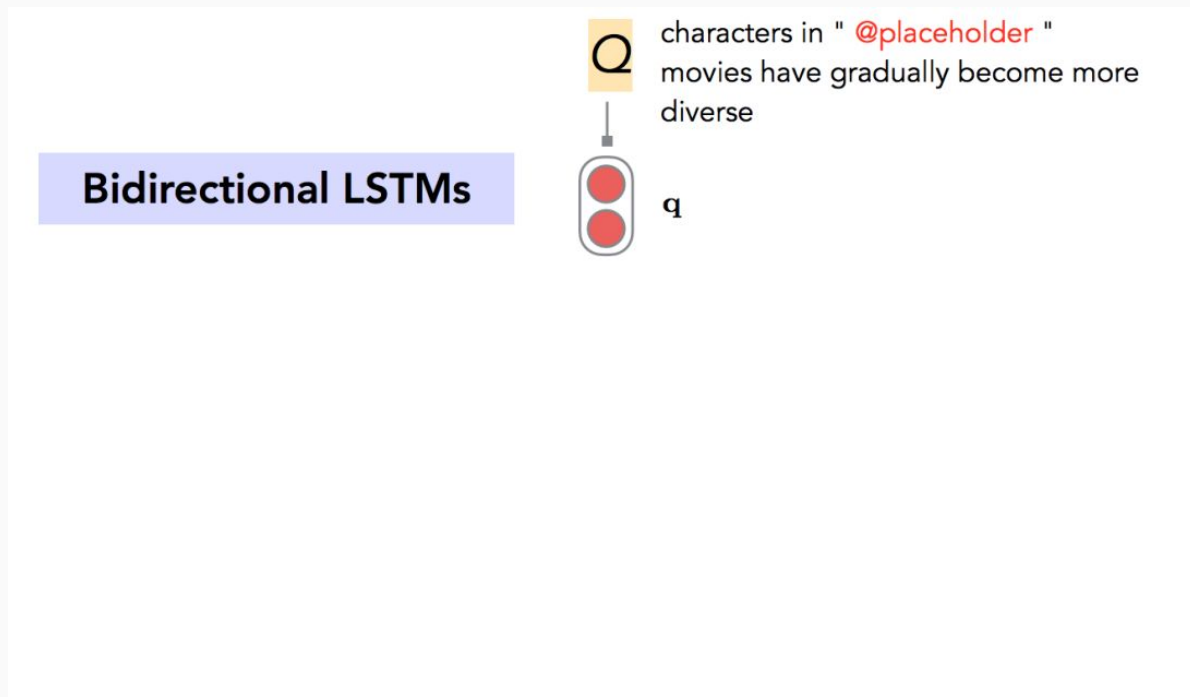 Q
characters in " @placeholder "
movies have gradually become more
diverse
Bidirectional LSTMs
q